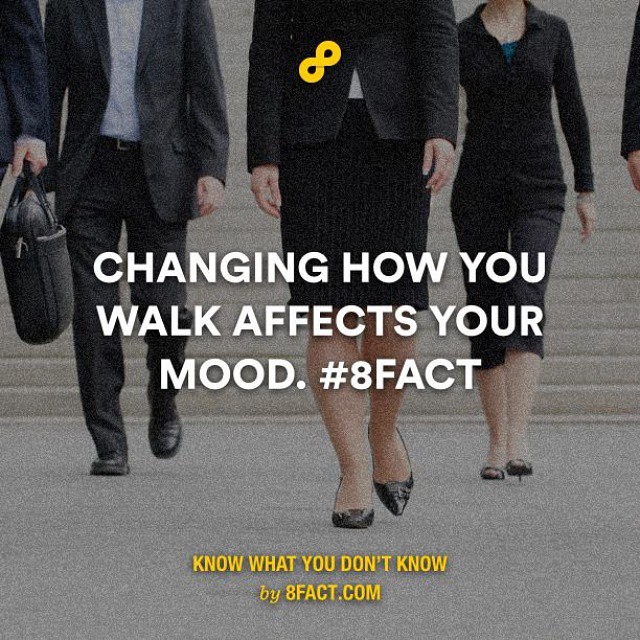 CHANGING HOW YOU
WALK AFFECTS YOUR
MOOD. #8FACT
KNOW WHAT YOU DON'T KNOW
by 8FACT.COM